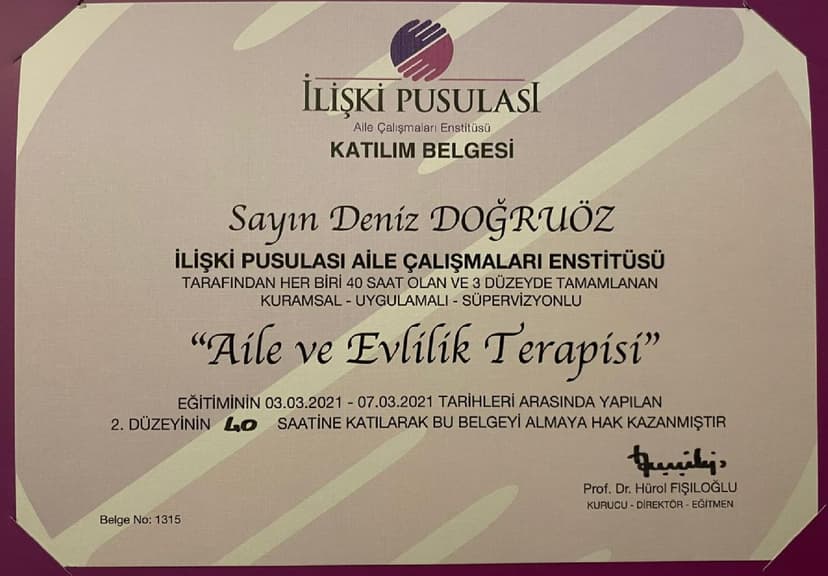 İLİŞKİ PUSULASI
Aile Çalışmaları Enstitüsü
KATILIM BELGESİ
Sayın Deniz DOĞRUÖZ
İLİŞKİ PUSULASI AİLE ÇALIŞMALARI ENSTİTÜSÜ
TARAFINDAN HER BİRİ 40 SAAT OLAN VE 3 DÜZEYDE TAMAMLANAN
KURAMSAL - UYGULAMALI - SÜPERVİZYONLU
“Aile ve Evlilik Terapisi”
EĞİTİMİNİN 03.03.2021 - 07.03.2021 TARİHLERİ ARASINDA YAPILAN
2. DÜZEYİNİN 40 SAATİNE KATILARAK BU BELGEYİ ALMAYA HAK KAZANMIŞTIR
Prof. Dr. Hürol FIŞILOĞLU
KURUCU - DİREKTÖR - EĞİTMEN
Belge No: 1315